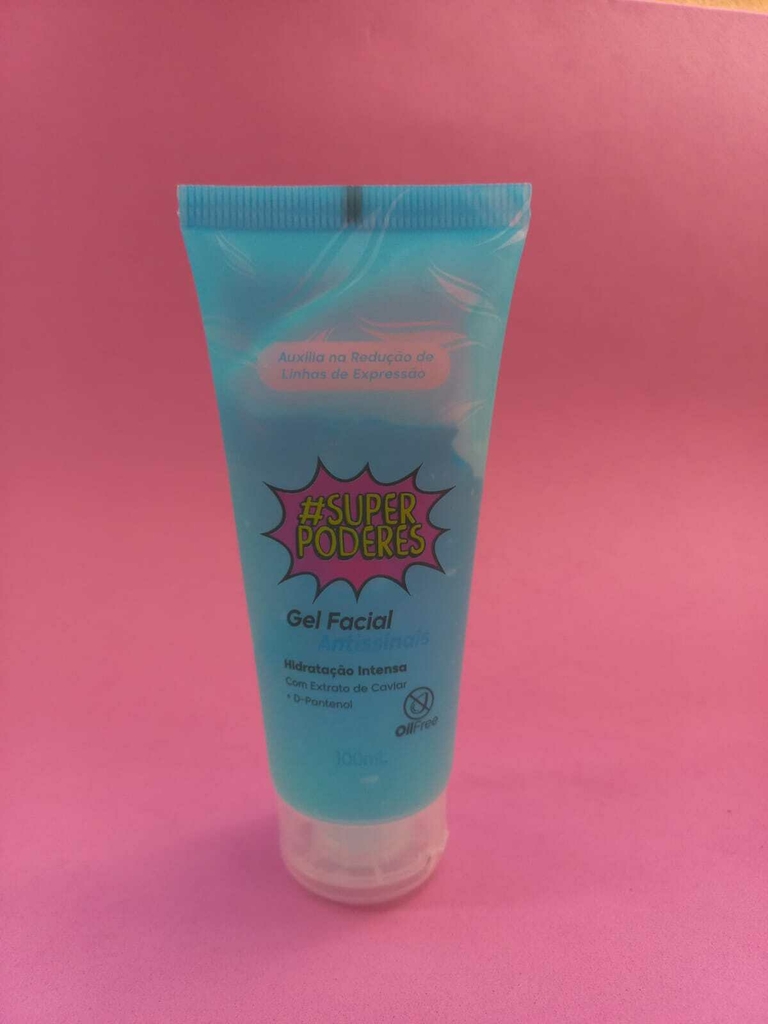 Auxilia na Redução de
Linhas de Expressão
#SUPER
PODERES
Gel Facial
Antissinais
Hidratação Intensa
Com Extrato de Caviar
+ D-Pantenol
OilFree
100mL